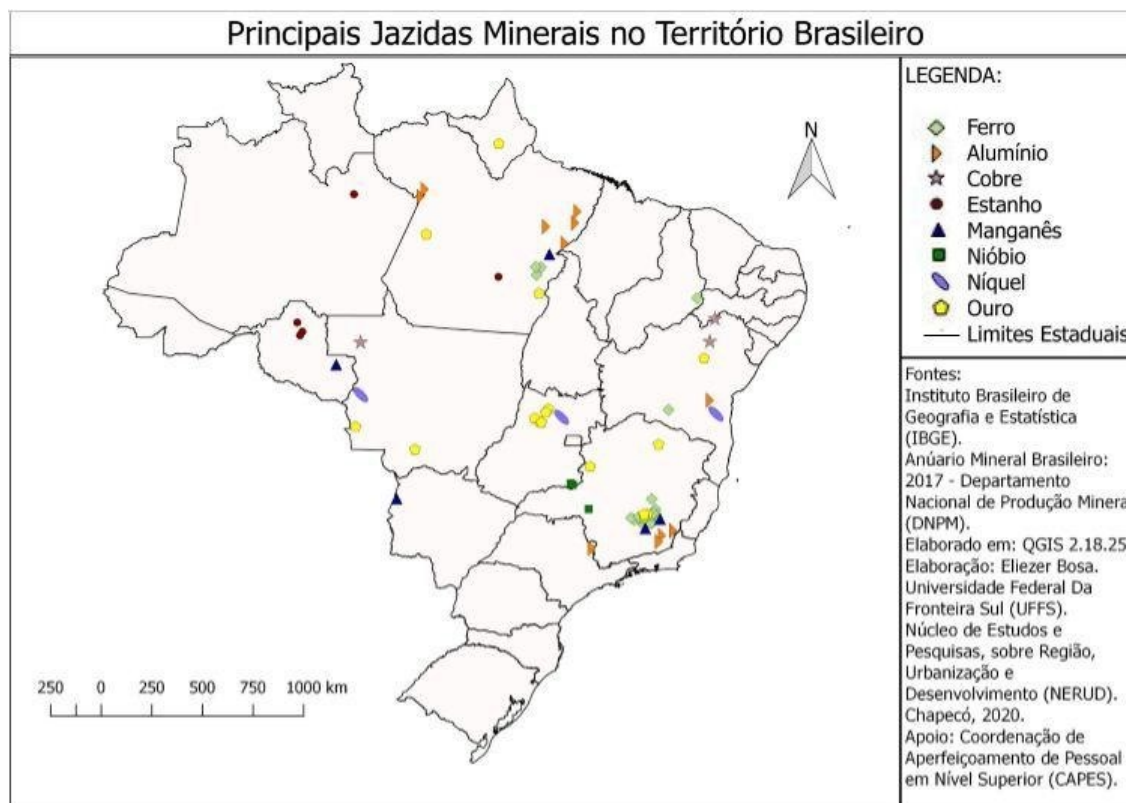 Principais Jazidas Minerais no Território Brasileiro
N
250 0 250 500 750 1000 km
LEGENDA:
Ferro
Alumínio
Cobre
Estanho
Manganês
Nióbio
Níquel
Ouro
Limites Estaduais
Fontes:
Instituto Brasileiro de
Geografia e Estatística
(IBGE).
Anúario Mineral Brasileiro:
2017 - Departamento
Nacional de Produção Minera
(DNPM).
Elaborado em: QGIS 2.18.25
Elaboração: Eliezer Bosa.
Universidade Federal Da
Fronteira Sul (UFFS).
Núcleo de Estudos e
Pesquisas, sobre Região,
Urbanização e
Desenvolvimento (NERUD).
Chapecó, 2020.
Apoio: Coordenação de
Aperfeiçoamento de Pessoal
em Nível Superior (CAPES).